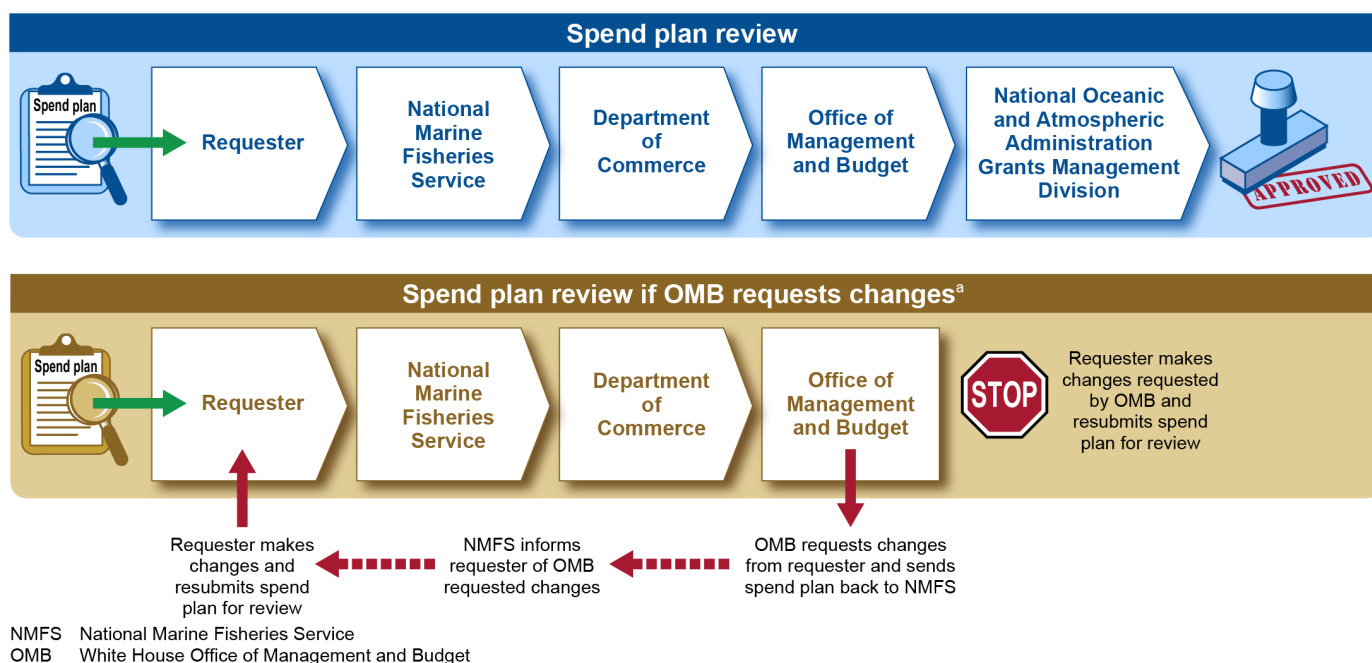 Spend plan review
Spend plan
Requester
National
Marine
Fisheries
Service
Department
of
Commerce
Office of
Management
and Budget
National Oceanic
and Atmospheric
Administration
Grants Management
Division
APPROVED
Spend plan review if OMB requests changesᵃ
Spend plan
Requester
National
Marine
Fisheries
Service
Department
of
Commerce
Office of
Management
and Budget
STOP
Requester makes
changes requested
by OMB and
resubmits spend
plan for review
Requester makes
changes and
resubmits spend
plan for review
NMFS informs
requester of OMB
requested changes
OMB requests changes
from requester and sends
spend plan back to NMFS
NMFS National Marine Fisheries Service
OMB White House Office of Management and Budget